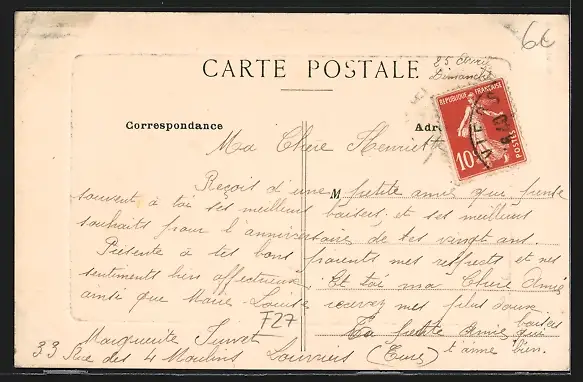 6€
25 Avril
Dimanche
CARTE POSTALE
RÉPUBLIQUE FRANÇAISE
10c
POSTES
Correspondance
Adr
Ma Chère Henriette
Reçois d'une M petite amie qui pense
souvent à toi ses meilleurs baisers, et ses meilleurs
souhaits pour l'anniversaire de tes vingt ans.
Présente à tes bons parents mes respects et mes
sentiments bien affectueux. Et toi ma Chère Amie
ainsi que Marie Louise recevez mes plus doux
baisers
F27
Ta petite amie qui
Marguerite
t'aime bien.
33 Rue des 4 Moulins Louviers (Eure)